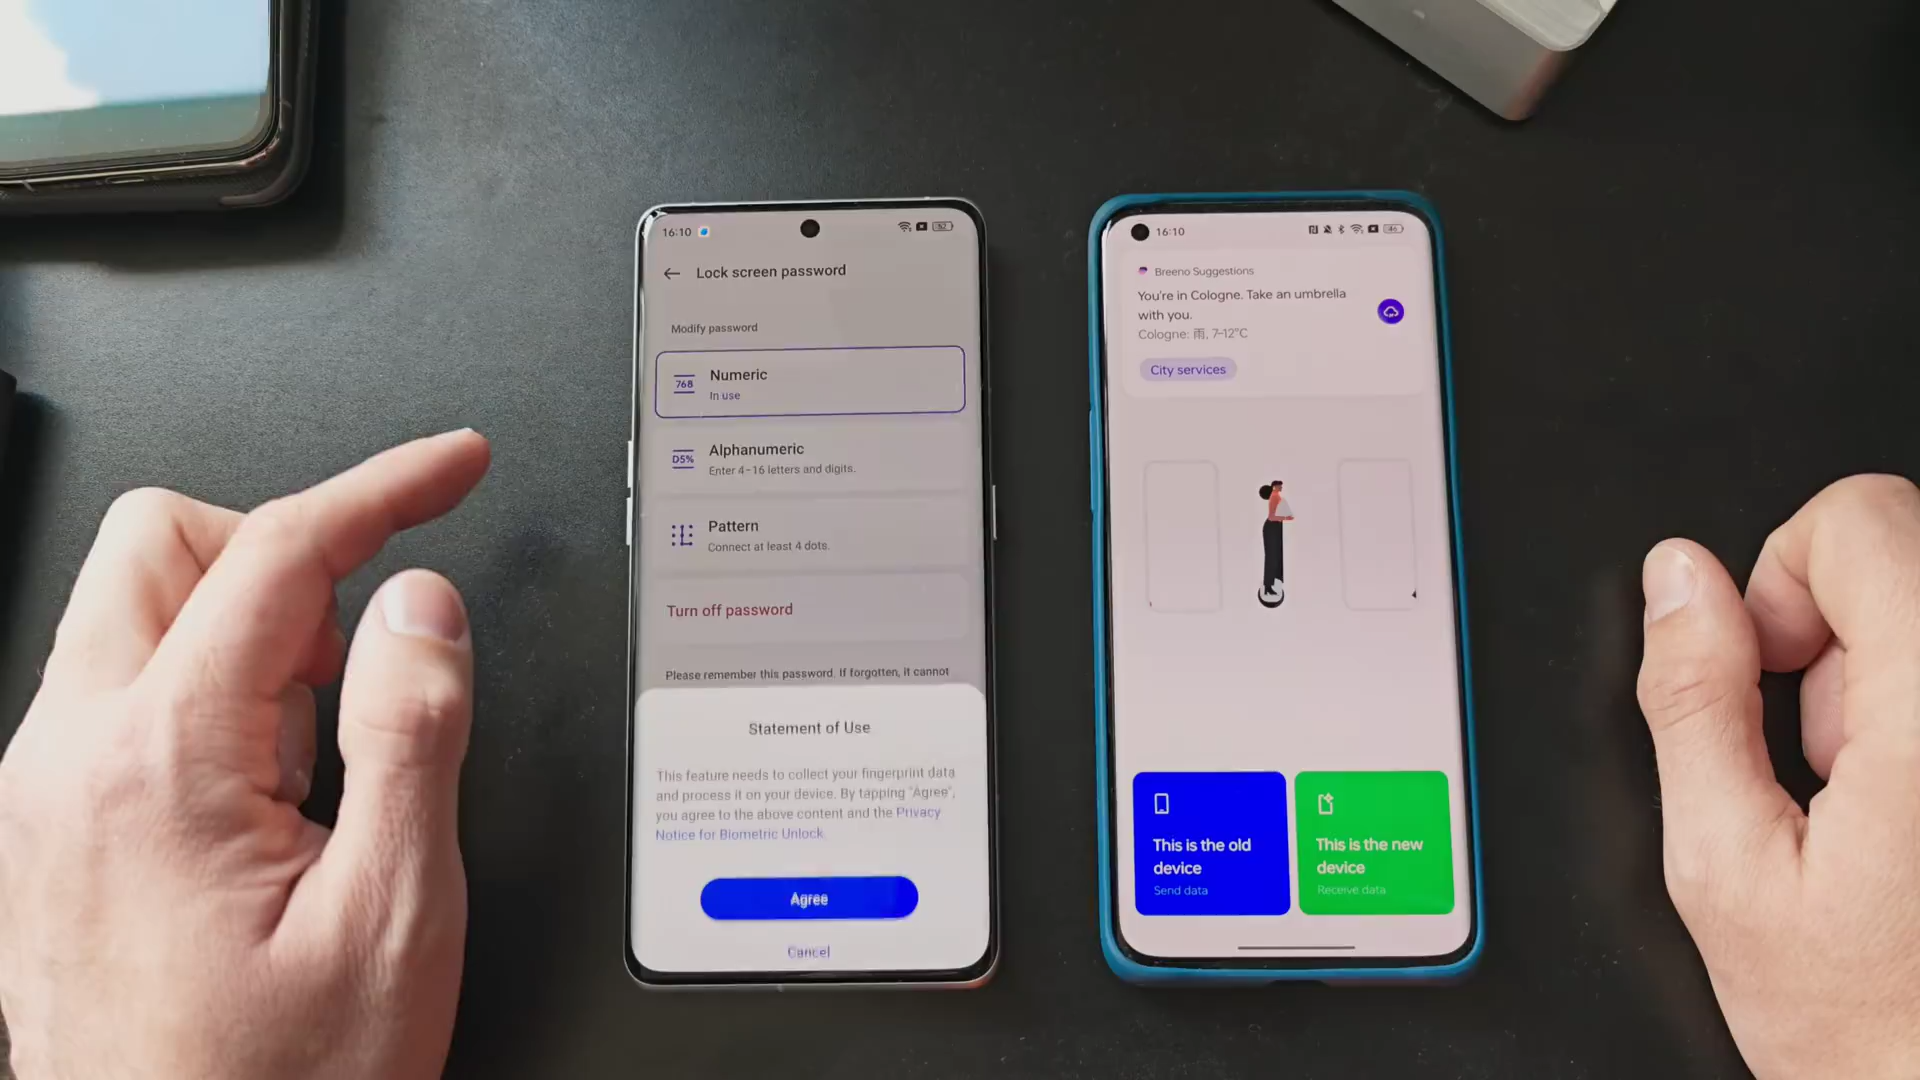 16:10
52
Lock screen password
Modify password
768
Numeric
In use
D5%
Alphanumeric
Enter 4–16 letters and digits.
Pattern
Connect at least 4 dots.
Turn off password
Please remember this password. If forgotten, it cannot
Statement of Use
This feature needs to collect your fingerprint data
and process it on your device. By tapping "Agree",
you agree to the above content and the Privacy
Notice for Biometric Unlock.
Agree
Cancel
16:10
46
Breeno Suggestions
You're in Cologne. Take an umbrella
with you.
Cologne: 雨, 7–12°C
City services
This is the old
device
Send data
This is the new
device
Receive data